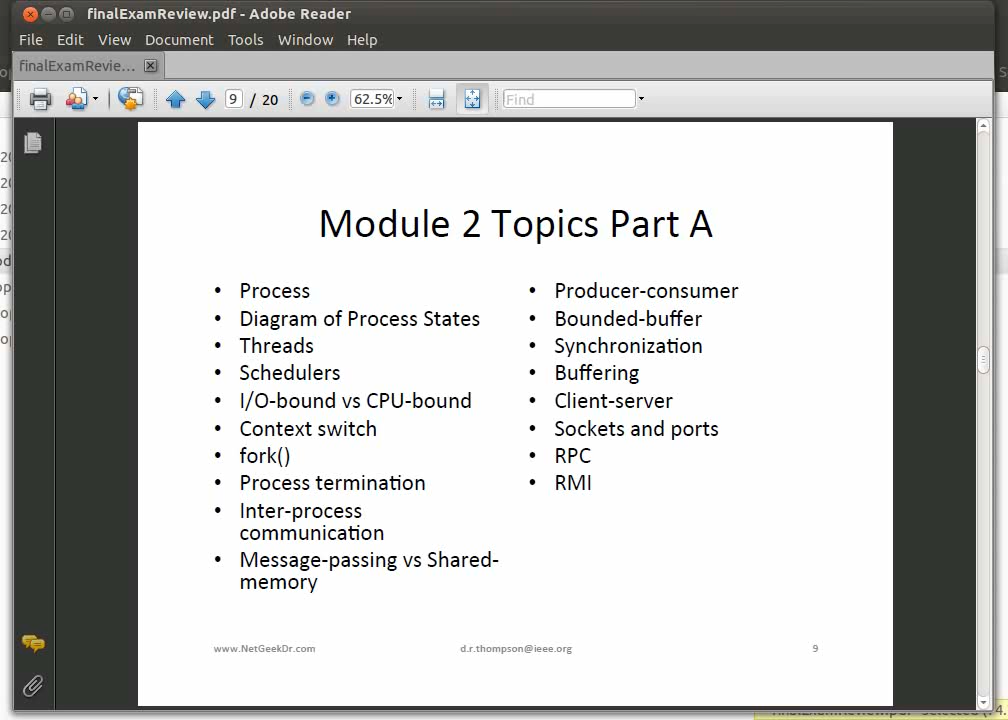 finalExamReview.pdf - Adobe Reader
File Edit View Document Tools Window Help
finalExamRevie...
9 / 20 62.5% Find
Module 2 Topics Part A
• Process
• Diagram of Process States
• Threads
• Schedulers
• I/O-bound vs CPU-bound
• Context switch
• fork()
• Process termination
• Inter-process
communication
• Message-passing vs Shared-
memory
• Producer-consumer
• Bounded-buffer
• Synchronization
• Buffering
• Client-server
• Sockets and ports
• RPC
• RMI
www.NetGeekDr.com d.r.thompson@ieee.org 9